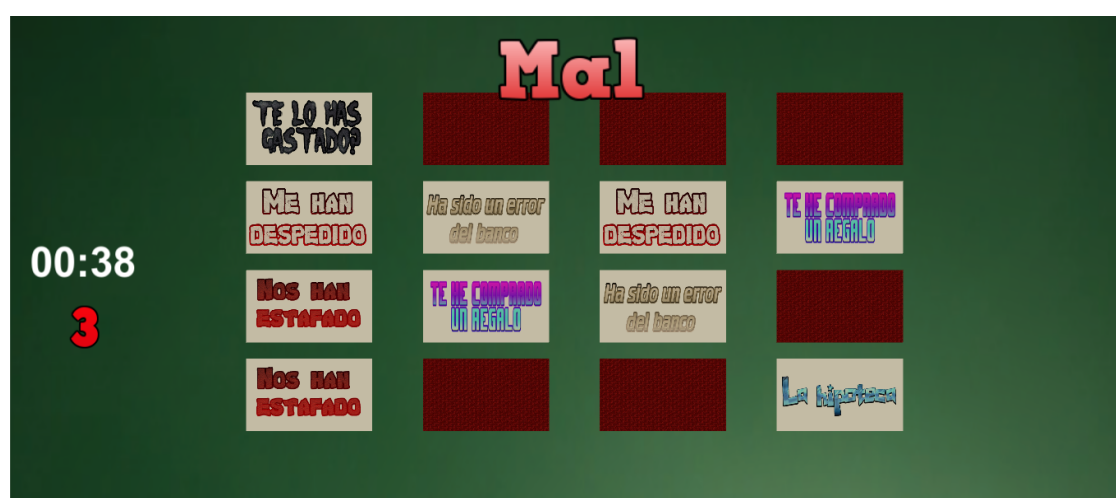 Mal
TE LO HAS
GASTADO?
ME HAN
DESPEDIDO
Ha sido un error
del banco
ME HAN
DESPEDIDO
TE HE COMPRADO
UN REGALO
00:38
3
NOS HAN
ESTAFADO
TE HE COMPRADO
UN REGALO
Ha sido un error
del banco
NOS HAN
ESTAFADO
La hipoteca